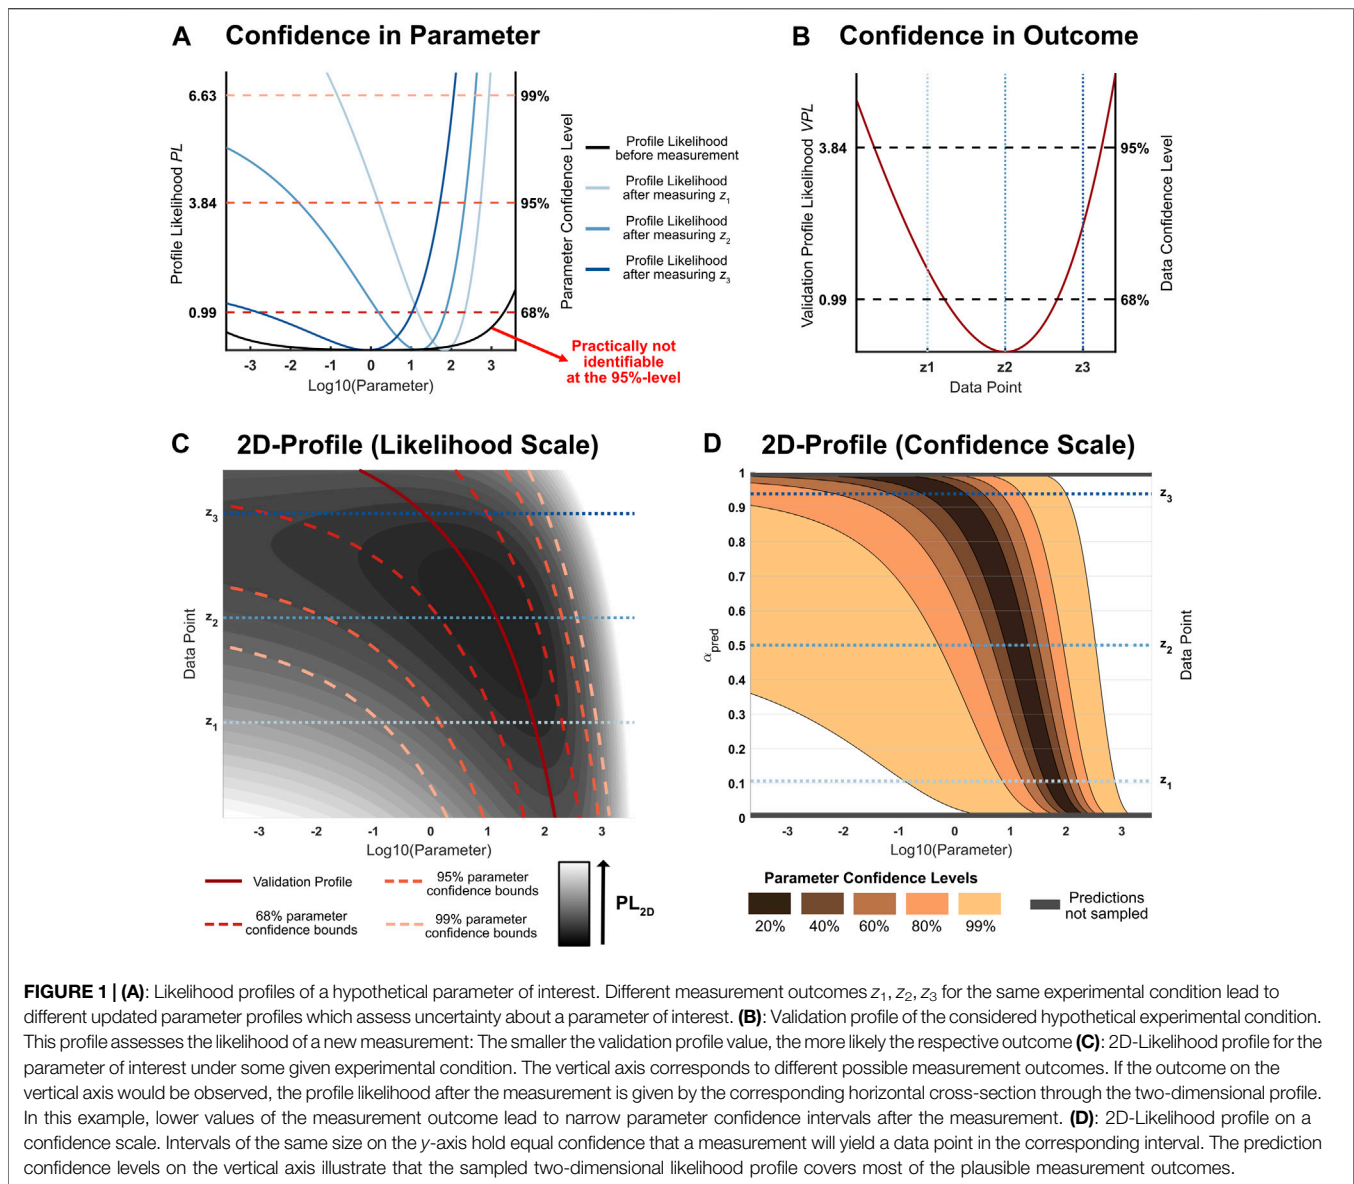 A Confidence in Parameter
Profile Likelihood PL
6.63
3.84
0.99
99%
95%
68%
Parameter Confidence Level
-3 -2 -1 0 1 2 3
Log10(Parameter)
Profile Likelihood
before measurement
Profile Likelihood
after measuring z1
Profile Likelihood
after measuring z2
Profile Likelihood
after measuring z3
Practically not
identifiable
at the 95%-level
B Confidence in Outcome
Validation Profile Likelihood VPL
3.84
0.99
95%
68%
Data Confidence Level
z1 z2 z3
Data Point
C 2D-Profile (Likelihood Scale)
Data Point
z3
z2
z1
-3 -2 -1 0 1 2 3
Log10(Parameter)
Validation Profile
68% parameter
confidence bounds
95% parameter
confidence bounds
99% parameter
confidence bounds
PL2D
D 2D-Profile (Confidence Scale)
αpred
1
0.9
0.8
0.7
0.6
0.5
0.4
0.3
0.2
0.1
0
z3
z2
z1
Data Point
-3 -2 -1 0 1 2 3
Log10(Parameter)
Parameter Confidence Levels
20% 40% 60% 80% 99%
Predictions
not sampled
FIGURE 1 | (A): Likelihood profiles of a hypothetical parameter of interest. Different measurement outcomes z1, z2, z3 for the same experimental condition lead to
different updated parameter profiles which assess uncertainty about a parameter of interest. (B): Validation profile of the considered hypothetical experimental condition.
This profile assesses the likelihood of a new measurement: The smaller the validation profile value, the more likely the respective outcome (C): 2D-Likelihood profile for the
parameter of interest under some given experimental condition. The vertical axis corresponds to different possible measurement outcomes. If the outcome on the
vertical axis would be observed, the profile likelihood after the measurement is given by the corresponding horizontal cross-section through the two-dimensional profile.
In this example, lower values of the measurement outcome lead to narrow parameter confidence intervals after the measurement. (D): 2D-Likelihood profile on a
confidence scale. Intervals of the same size on the y-axis hold equal confidence that a measurement will yield a data point in the corresponding interval. The prediction
confidence levels on the vertical axis illustrate that the sampled two-dimensional likelihood profile covers most of the plausible measurement outcomes.